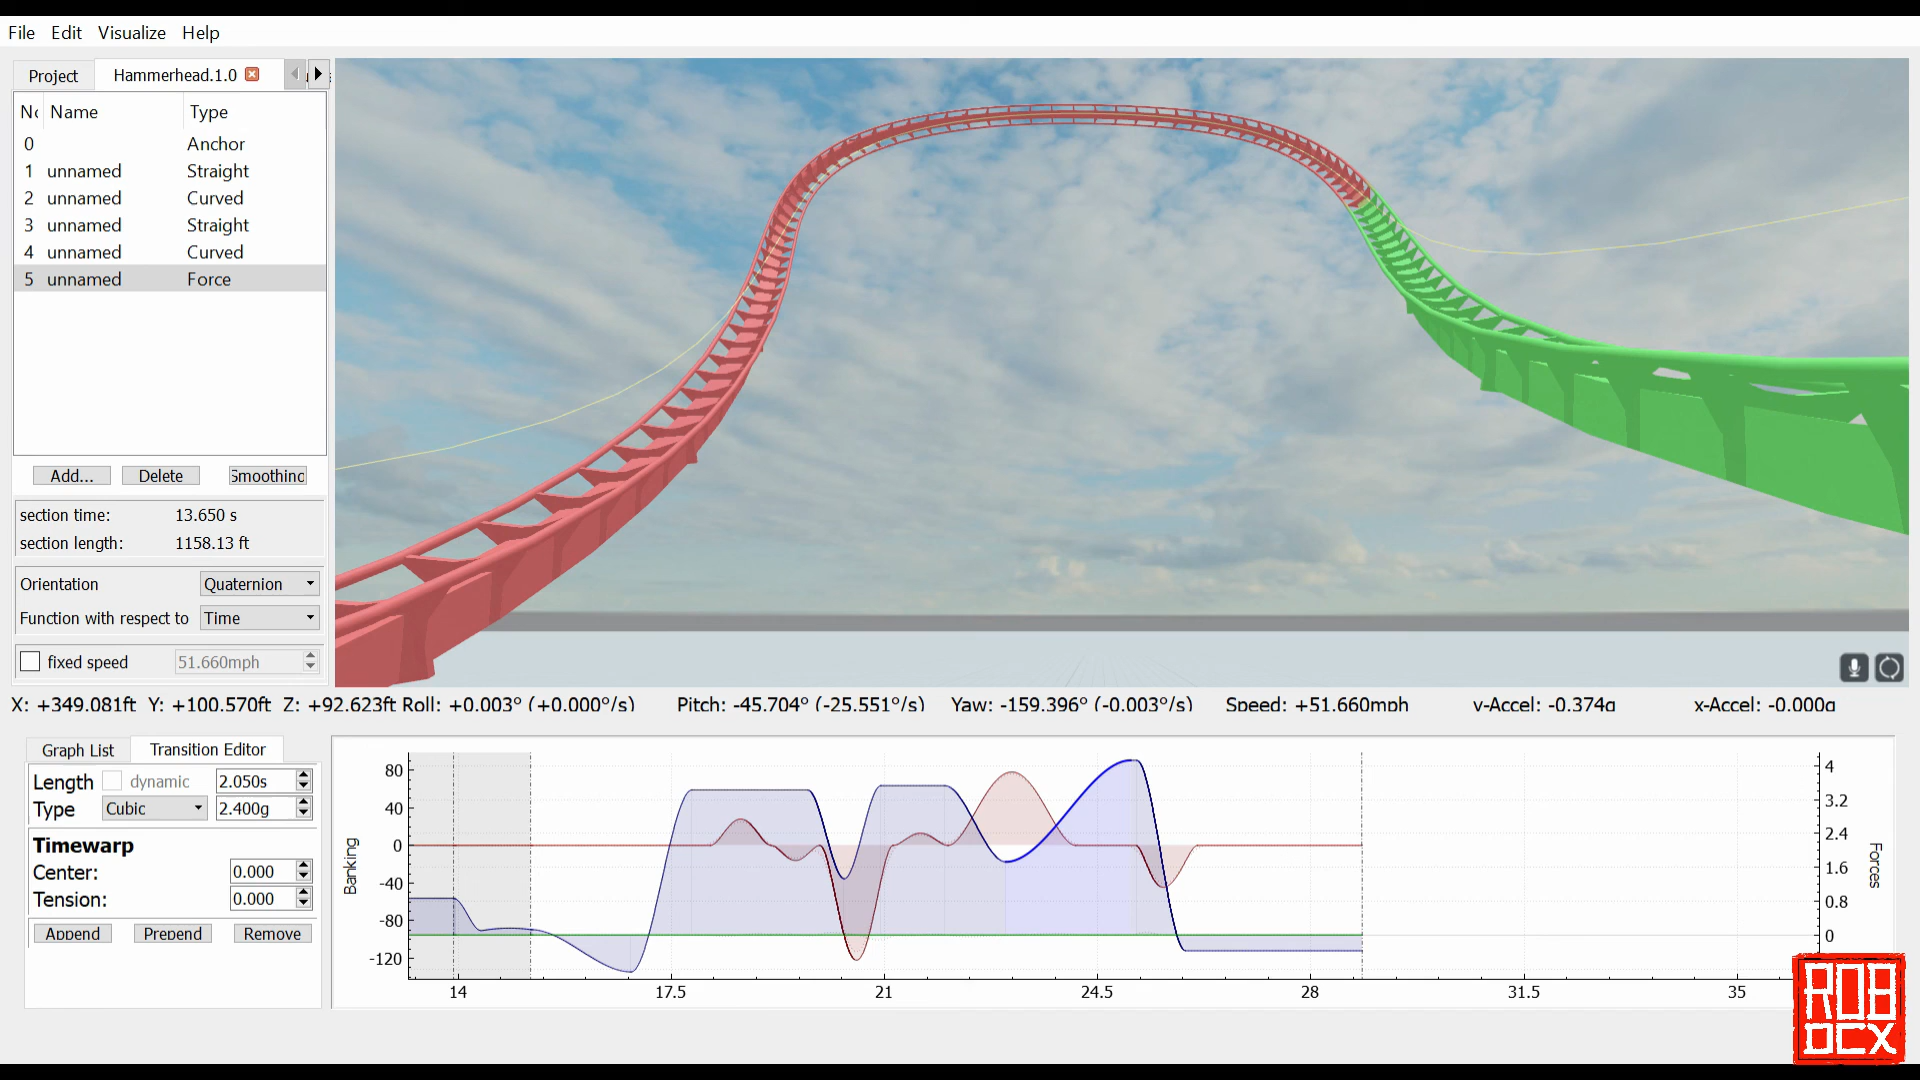 File Edit Visualize Help
Project Hammerhead.1.0
Name Type
0 Anchor
1 unnamed Straight
2 unnamed Curved
3 unnamed Straight
4 unnamed Curved
5 unnamed Force
Add... Delete Smoothing
section time: 13.650 s
section length: 1158.13 ft
Orientation Quaternion
Function with respect to Time
fixed speed 51.660mph
X: +349.081ft Y: +100.570ft Z: +92.623ft Roll: +0.003° (+0.000°/s) Pitch: -45.704° (-25.551°/s) Yaw: -159.396° (-0.003°/s) Speed: +51.660mph y-Accel: -0.374g x-Accel: -0.000g
Graph List Transition Editor
Length dynamic 2.050s
Type Cubic 2.400g
Timewarp
Center: 0.000
Tension: 0.000
Append Prepend Remove
Banking
80
40
0
-40
-80
-120
14 17.5 21 24.5 28 31.5 35
4
3.2
2.4
1.6
0.8
0
Forces
ROB
OCX